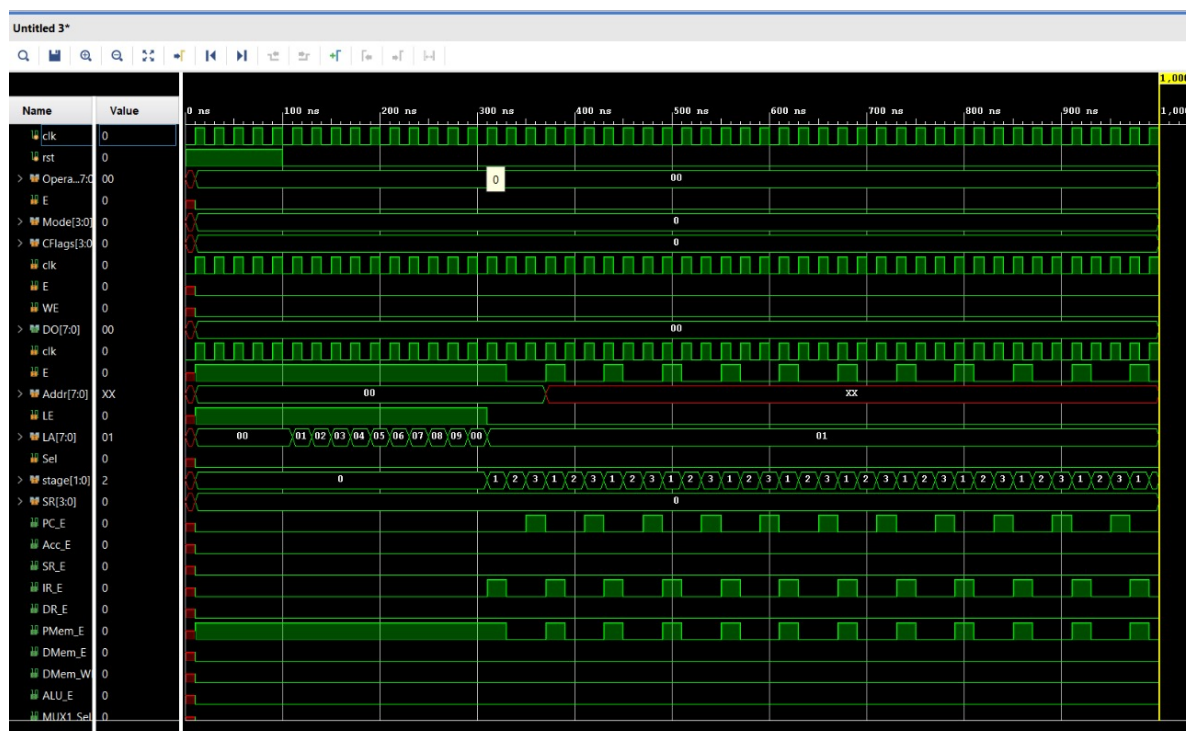 Untitled 3*
1,000
Name Value 0 ns 100 ns 200 ns 300 ns 400 ns 500 ns 600 ns 700 ns 800 ns 900 ns 1,000
clk 0
rst 0
Opera...7:0 00 0 00
E 0
Mode[3:0] 0 0
CFlags[3:0 0 0
clk 0
E 0
WE 0
DO[7:0] 00 00
clk 0
E 0
Addr[7:0] XX 00 XX
LE 0
LA[7:0] 01 00 01 02 03 04 05 06 07 08 09 00 01
Sel 0
stage[1:0] 2 0 1 2 3 1 2 3 1 2 3 1 2 3 1 2 3 1 2 3 1 2 3 1 2 3 1 2 3 1 2 3 1 2 3 1
SR[3:0] 0 0
PC_E 0
Acc_E 0
SR_E 0
IR_E 0
DR_E 0
PMem_E 0
DMem_E 0
DMem_W 0
ALU_E 0
MUX1_Sel 0